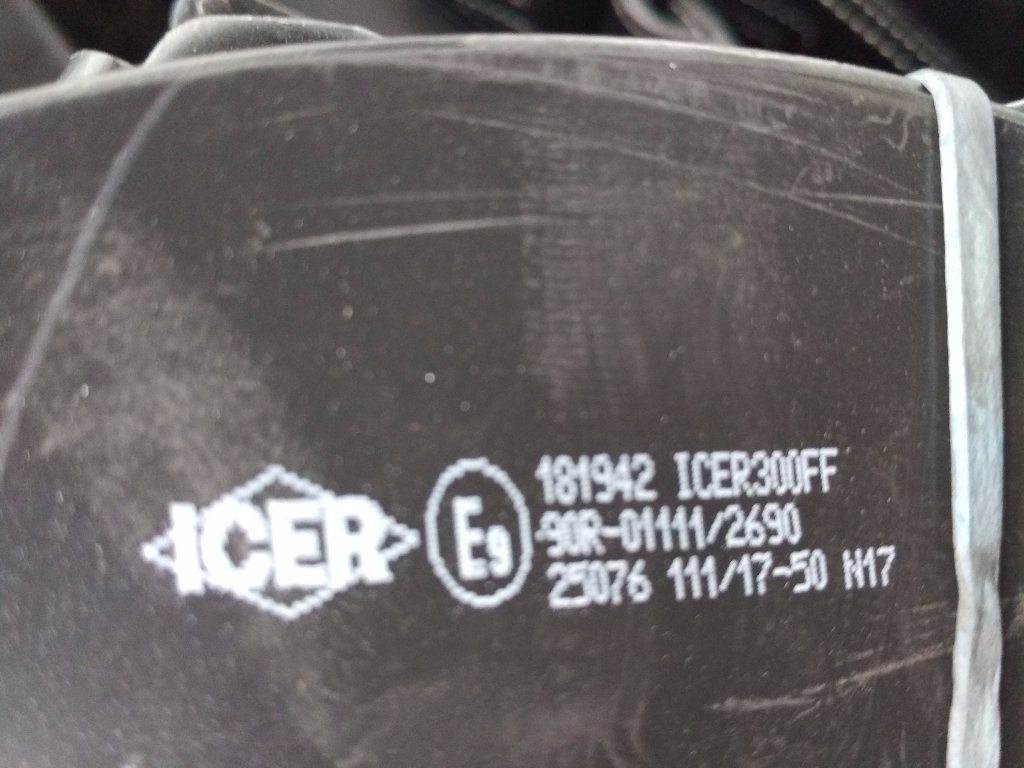 ICER
E9
181942 ICER300FF
90R-01111/2690
25076 111/17-50 N17